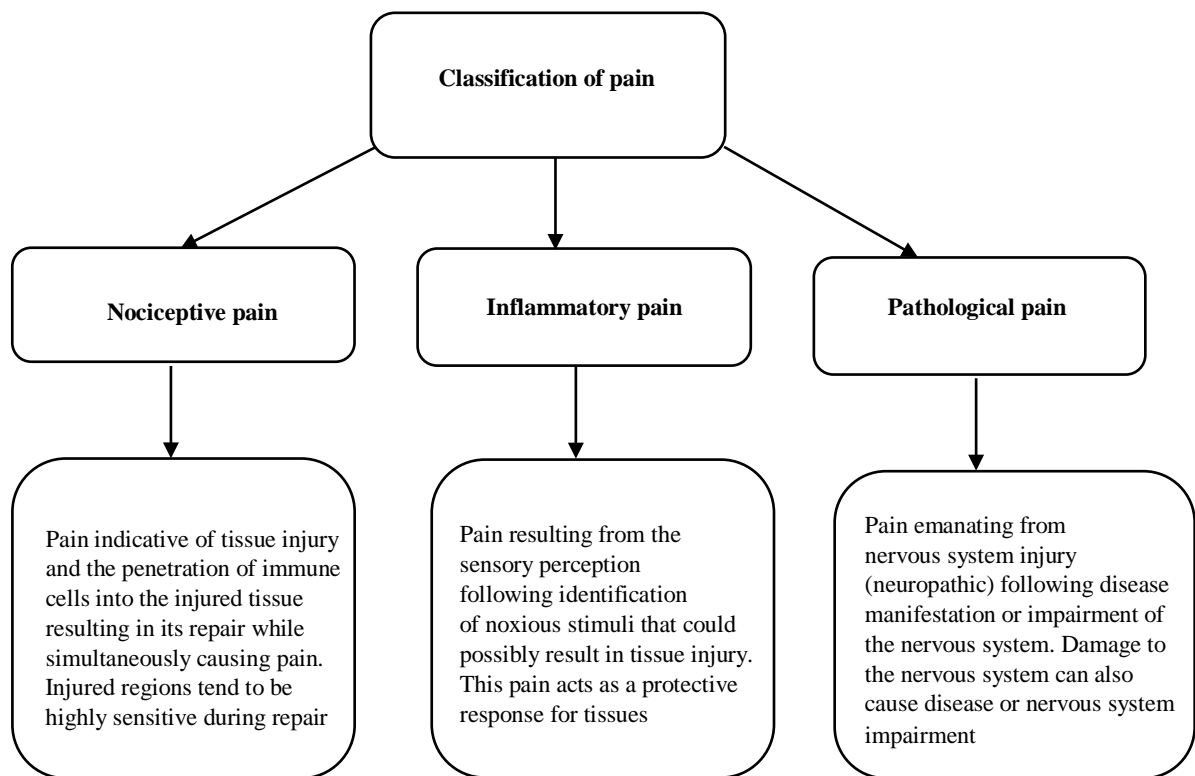 Classification of pain
Nociceptive pain
Inflammatory pain
Pathological pain
Pain indicative of tissue injury
and the penetration of immune
cells into the injured tissue
resulting in its repair while
simultaneously causing pain.
Injured regions tend to be
highly sensitive during repair
Pain resulting from the
sensory perception
following identification
of noxious stimuli that could
possibly result in tissue injury.
This pain acts as a protective
response for tissues
Pain emanating from
nervous system injury
(neuropathic) following disease
manifestation or impairment of
the nervous system. Damage to
the nervous system can also
cause disease or nervous system
impairment